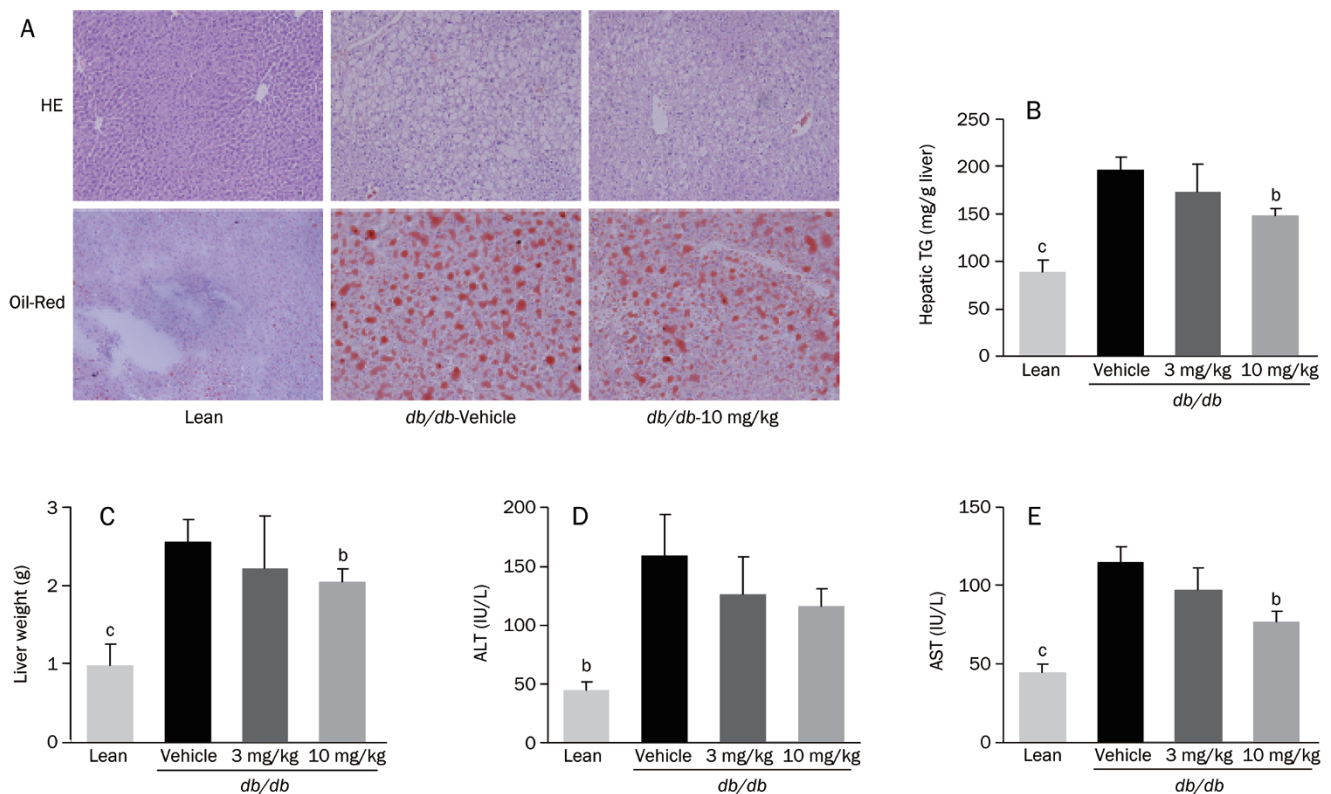 A
HE
Oil-Red
Lean
db/db-Vehicle
db/db-10 mg/kg
B
Hepatic TG (mg/g liver)
250
200
150
100
50
0
c
b
Lean
Vehicle
3 mg/kg
10 mg/kg
db/db
C
Liver weight (g)
3
2
1
0
c
b
Lean
Vehicle
3 mg/kg
10 mg/kg
db/db
D
ALT (IU/L)
200
150
100
50
0
b
Lean
Vehicle
3 mg/kg
10 mg/kg
db/db
E
AST (IU/L)
150
100
50
0
c
b
Lean
Vehicle
3 mg/kg
10 mg/kg
db/db